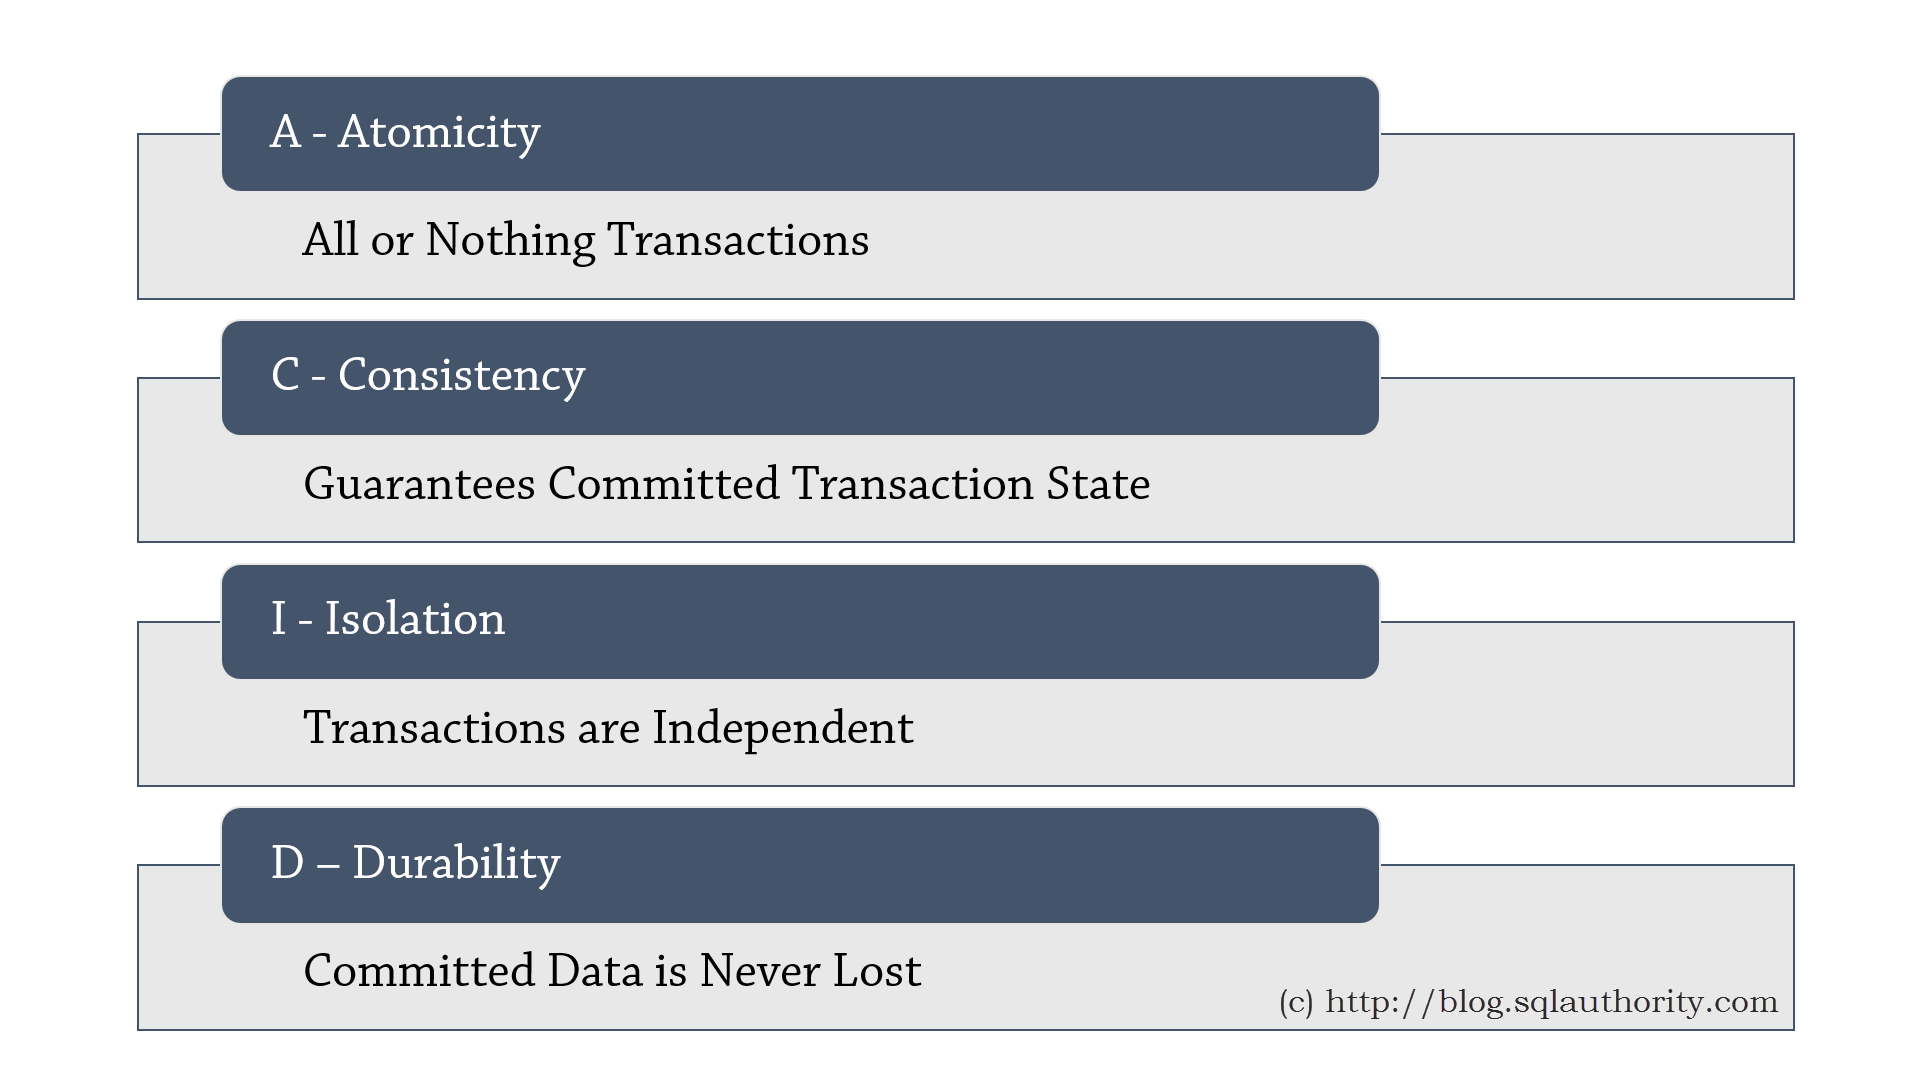 A - Atomicity
All or Nothing Transactions
C - Consistency
Guarantees Committed Transaction State
I - Isolation
Transactions are Independent
D – Durability
Committed Data is Never Lost
(c) http://blog.sqlauthority.com